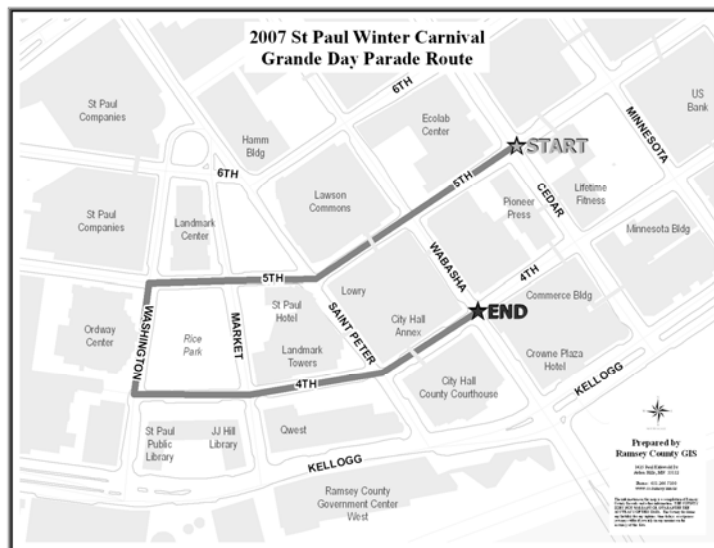 2007 St Paul Winter Carnival
Grande Day Parade Route
St Paul
Companies
6TH
Ecolab
Center
US
Bank
MINNESOTA
Hamm
Bldg
START
6TH
5TH
Lawson
Commons
CEDAR
Lifetime
Fitness
Pioneer
Press
St Paul
Companies
Landmark
Center
Minnesota Bldg
WABASHA
4TH
5TH
Lowry
Commerce Bldg
WASHINGTON
St Paul
Hotel
SAINT PETER
City Hall
Annex
END
Ordway
Center
Rice
Park
MARKET
Landmark
Towers
Crowne Plaza
Hotel
KELLOGG
4TH
City Hall
County Courthouse
St Paul
Public
Library
JJ Hill
Library
Qwest
KELLOGG
Ramsey County
Government Center
West
Prepared by
Ramsey County GIS